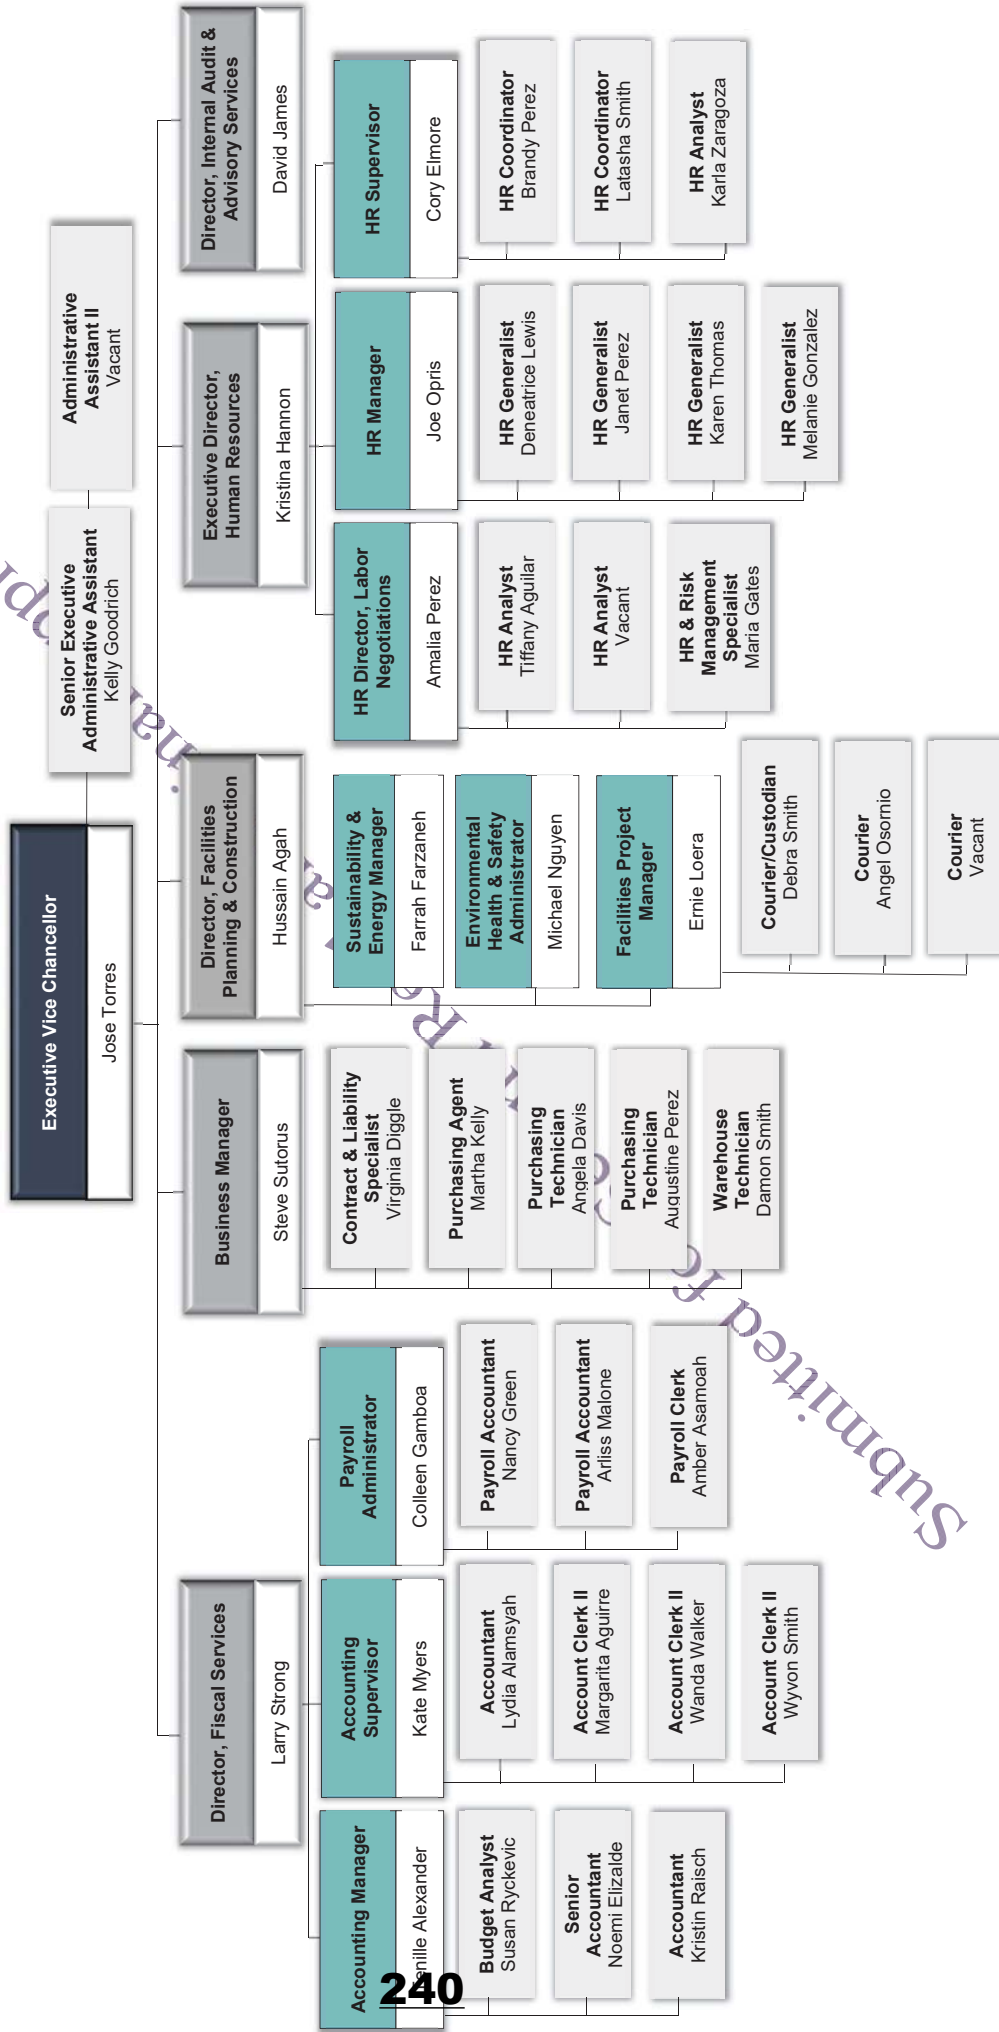 Executive Vice Chancellor
Jose Torres
Senior Executive
Administrative Assistant
Kelly Goodrich
Administrative
Assistant II
Vacant
Director, Fiscal Services
Larry Strong
Accounting Manager
Alexander
Budget Analyst
Susan Ryckevic
Senior
Accountant
Noemi Elizalde
Accountant
Kristin Raisch
Accounting
Supervisor
Kate Myers
Accountant
Lydia Alamsyah
Account Clerk II
Margarita Aguirre
Account Clerk II
Wanda Walker
Account Clerk II
Wyvon Smith
Payroll
Administrator
Colleen Gamboa
Payroll Accountant
Nancy Green
Payroll Accountant
Arliss Malone
Payroll Clerk
Amber Asamoah
Business Manager
Steve Sutorus
Contract & Liability
Specialist
Virginia Diggle
Purchasing Agent
Martha Kelly
Purchasing
Technician
Angela Davis
Purchasing
Technician
Augustine Perez
Warehouse
Technician
Damon Smith
Director, Facilities
Planning & Construction
Hussain Agah
Sustainability &
Energy Manager
Farrah Farzaneh
Environmental
Health & Safety
Administrator
Michael Nguyen
Facilities Project
Manager
Ernie Loera
Courier/Custodian
Debra Smith
Courier
Angel Osornio
Courier
Vacant
Executive Director,
Human Resources
Kristina Hannon
HR Director, Labor
Negotiations
Amalia Perez
HR Analyst
Tiffany Aguilar
HR Analyst
Vacant
HR & Risk
Management
Specialist
Maria Gates
HR Manager
Joe Opris
HR Generalist
Deneatrice Lewis
HR Generalist
Janet Perez
HR Generalist
Karen Thomas
HR Generalist
Melanie Gonzalez
HR Supervisor
Cory Elmore
HR Coordinator
Brandy Perez
HR Coordinator
Latasha Smith
HR Analyst
Karla Zaragoza
Director, Internal Audit &
Advisory Services
David James
240
Submitted for